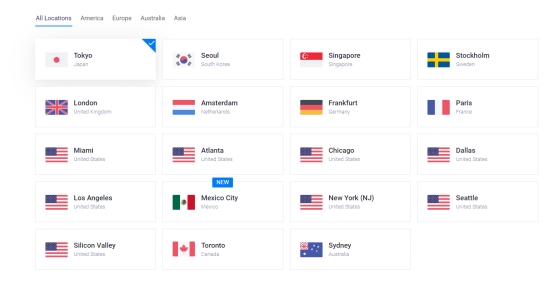 All Locations America Europe Australia Asia
Tokyo Seoul Singapore Stockholm
Japan South Korea Singapore Sweden
London Amsterdam Frankfurt Paris
United Kingdom Netherlands Germany France
Miami Atlanta Chicago Dallas
United States United States United States United States
NEW
Los Angeles Mexico City New York (NJ) Seattle
United States Mexico United States United States
Silicon Valley Toronto Sydney
United States Canada Australia